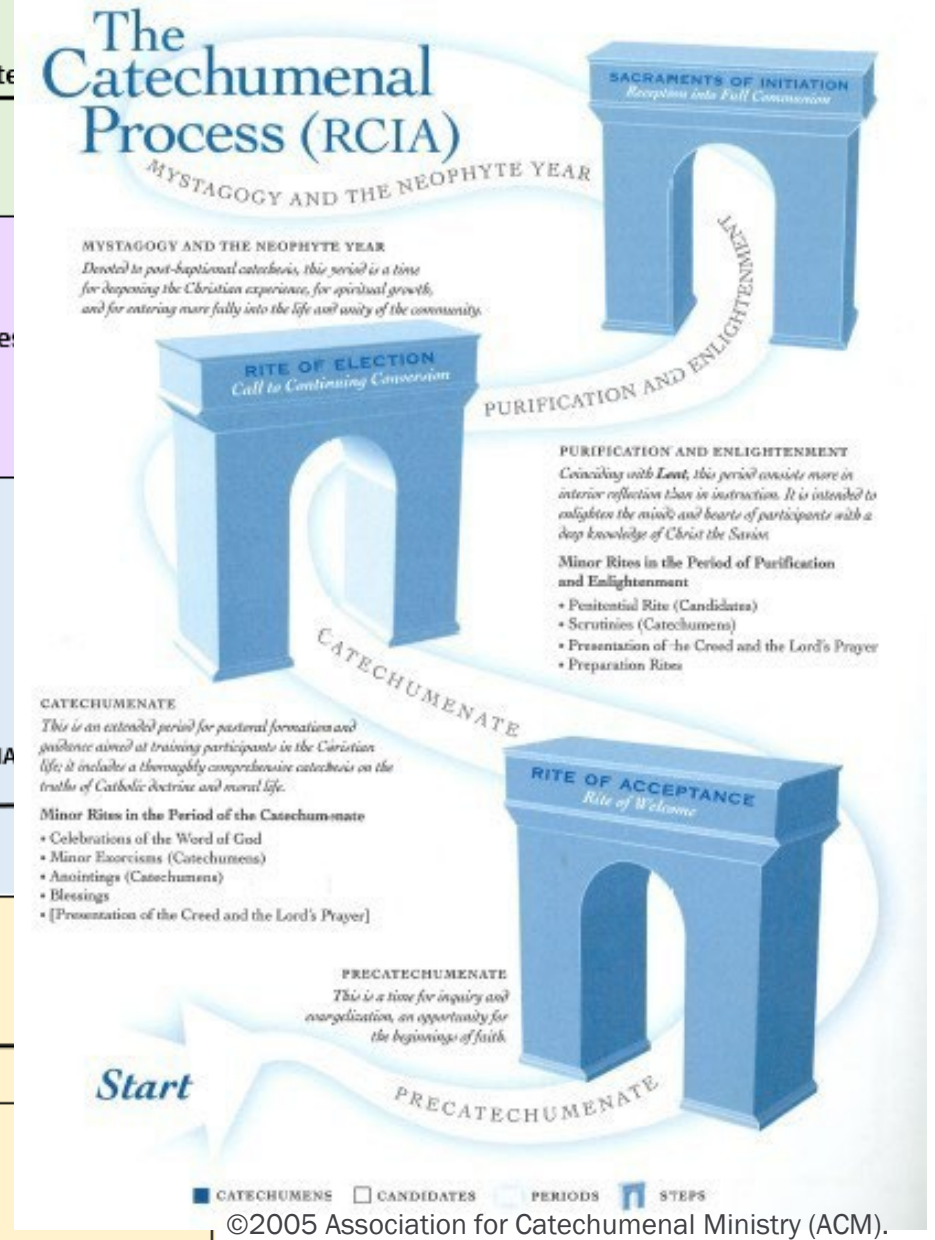 The
Catechumenal
Process (RCIA)
SACRAMENTS OF INITIATION
Reception into Full Communion
MYSTAGOGY AND THE NEOPHYTE YEAR
PURIFICATION AND ENLIGHTENMENT
MYSTAGOGY AND THE NEOPHYTE YEAR
Devoted to post-baptismal catechesis, this period is a time
for deepening the Christian experience, for spiritual growth,
and for entering more fully into the life and unity of the community.
RITE OF ELECTION
Call to Continuing Conversion
PURIFICATION AND ENLIGHTENMENT
Coinciding with Lent, this period consists more in
interior reflection than in instruction. It is intended to
enlighten the minds and hearts of participants with a
deep knowledge of Christ the Savior.
Minor Rites in the Period of Purification
and Enlightenment
• Penitential Rite (Candidates)
• Scrutinies (Catechumens)
• Presentation of the Creed and the Lord's Prayer
• Preparation Rites
CATECHUMENATE
CATECHUMENATE
This is an extended period for pastoral formation and
guidance aimed at training participants in the Christian
life; it includes a thoroughly comprehensive catechesis on the
truths of Catholic doctrine and moral life.
Minor Rites in the Period of the Catechumenate
• Celebrations of the Word of God
• Minor Exorcisms (Catechumens)
• Anointings (Catechumens)
• Blessings
• [Presentation of the Creed and the Lord's Prayer]
RITE OF ACCEPTANCE
Rite of Welcome
PRECATECHUMENATE
This is a time for inquiry and
evangelization, an opportunity for
the beginnings of faith.
Start
PRECATECHUMENATE
CATECHUMENS CANDIDATES PERIODS STEPS
©2005 Association for Catechumenal Ministry (ACM).